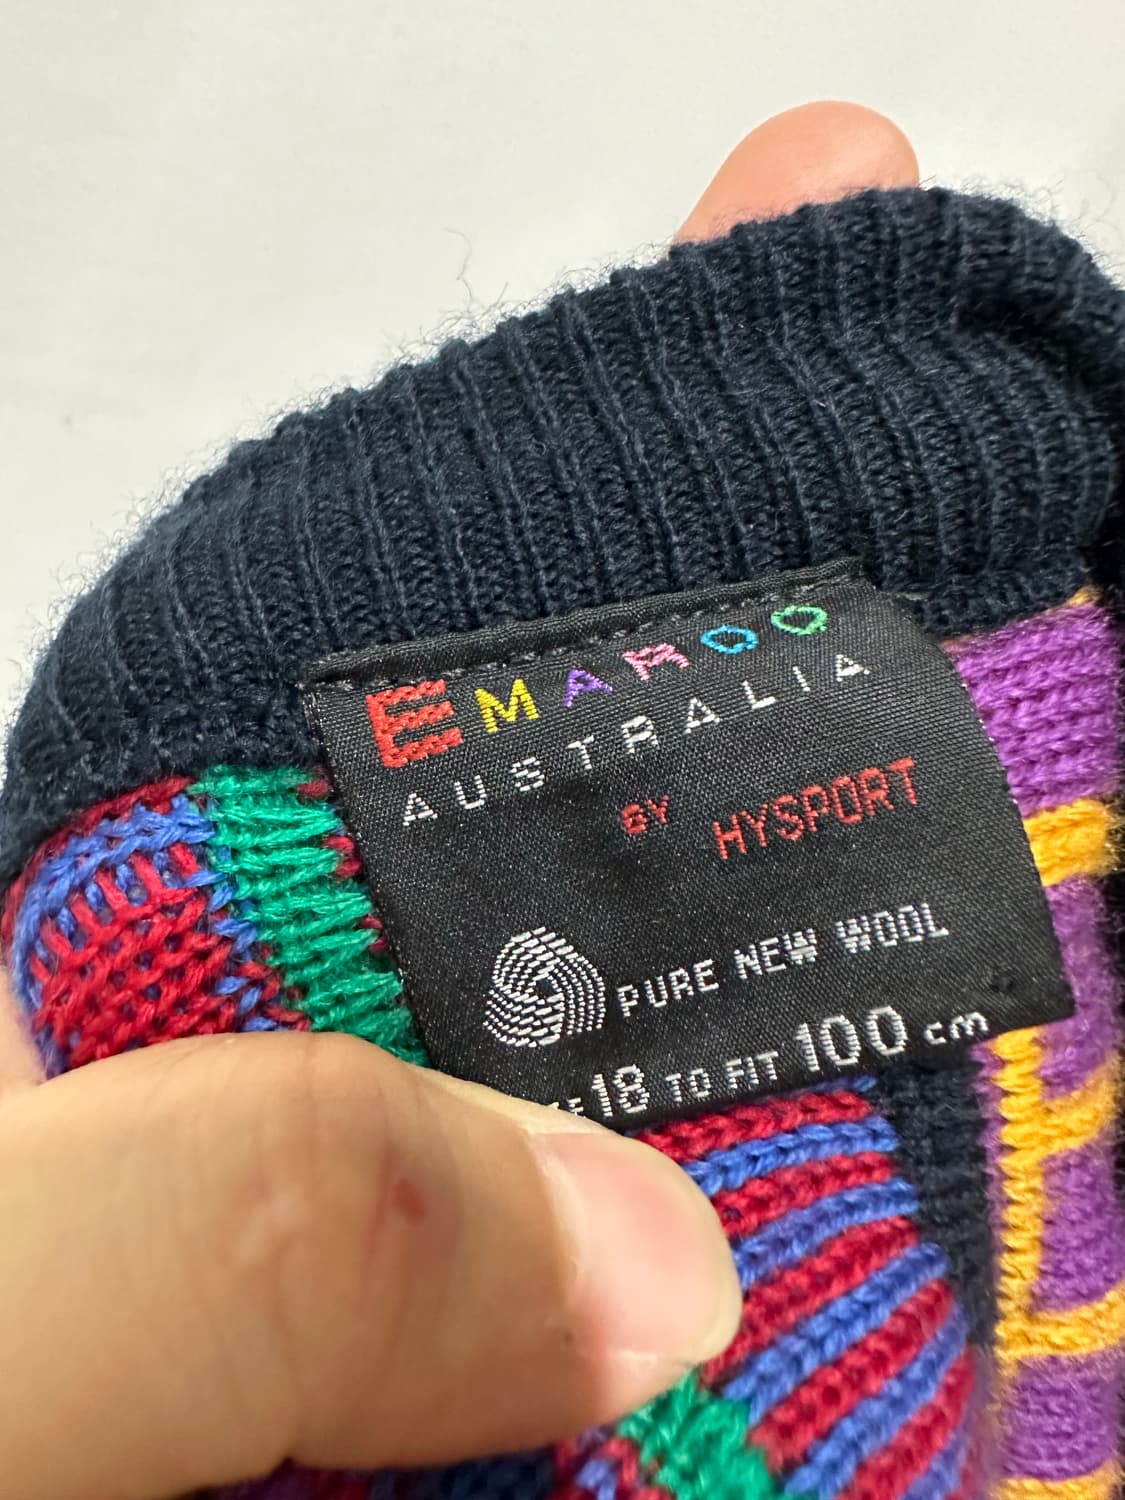 EMAROO
AUSTRALIA
BY HYSPORT
PURE NEW WOOL
18 TO FIT 100 cm